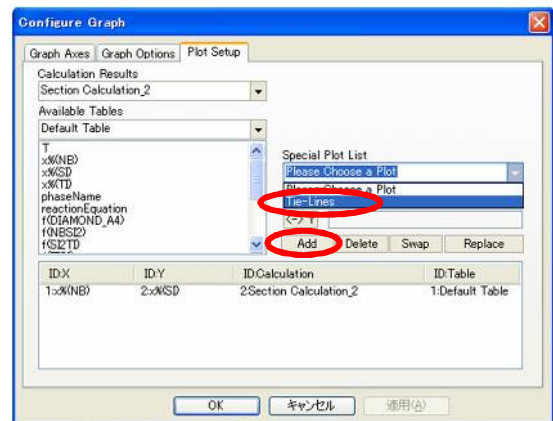 Configure Graph
Graph Axes Graph Options Plot Setup
Calculation Results
Section Calculation_2
Available Tables
Default Table
T
x%(NB)
x%(SI)
x%(TI)
phaseName
reactionEquation
f(DIAMOND_A4)
f(NBSI2)
f(SI2TI)
Special Plot List
Please Choose a Plot
Please Choose a Plot
Tie-Lines
<-> Y
Add Delete Swap Replace
ID:X ID:Y ID:Calculation ID:Table
1:x%(NB) 2:x%(SI) 2:Section Calculation_2 1:Default Table
OK キャンセル 適用(A)